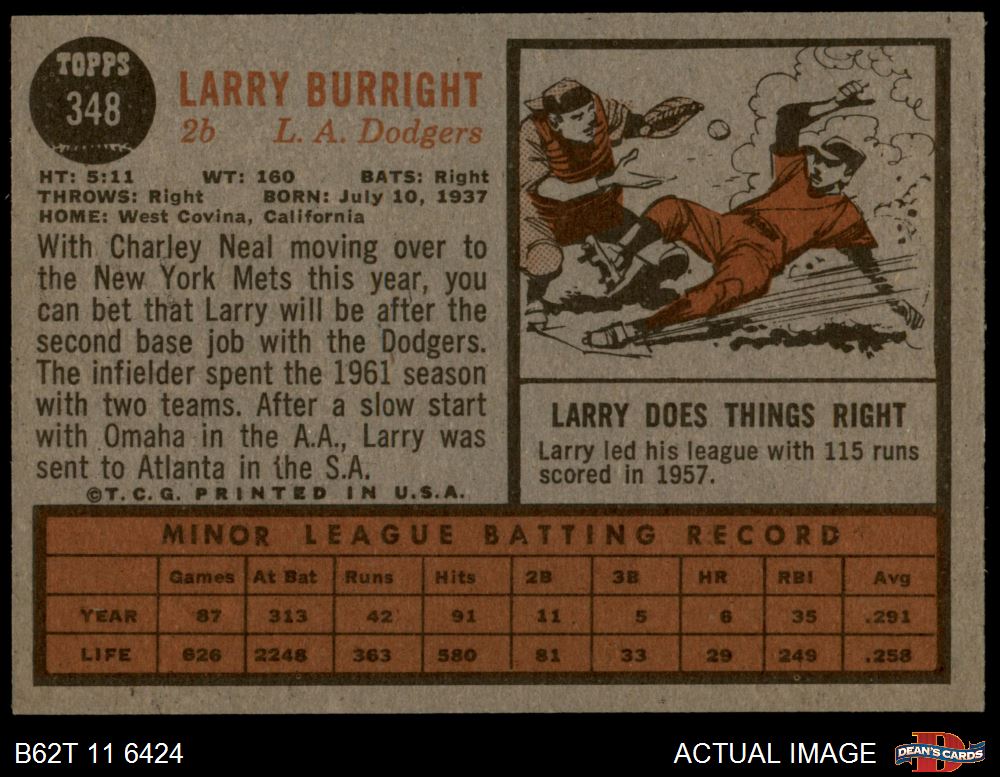 TOPPS
348
LARRY BURRIGHT
2b L. A. Dodgers
HT: 5:11 WT: 160 BATS: Right
THROWS: Right BORN: July 10, 1937
HOME: West Covina, California
With Charley Neal moving over to
the New York Mets this year, you
can bet that Larry will be after the
second base job with the Dodgers.
The infielder spent the 1961 season
with two teams. After a slow start
with Omaha in the A.A., Larry was
sent to Atlanta in the S.A.
©T.C.G. PRINTED IN U.S.A.
LARRY DOES THINGS RIGHT
Larry led his league with 115 runs
scored in 1957.
MINOR LEAGUE BATTING RECORD
Games At Bat Runs Hits 2B 3B HR RBI Avg
YEAR 87 313 42 91 11 5 6 35 .291
LIFE 626 2248 363 580 81 33 29 249 .258
B62T 11 6424
ACTUAL IMAGE
D
DEAN'S CARDS